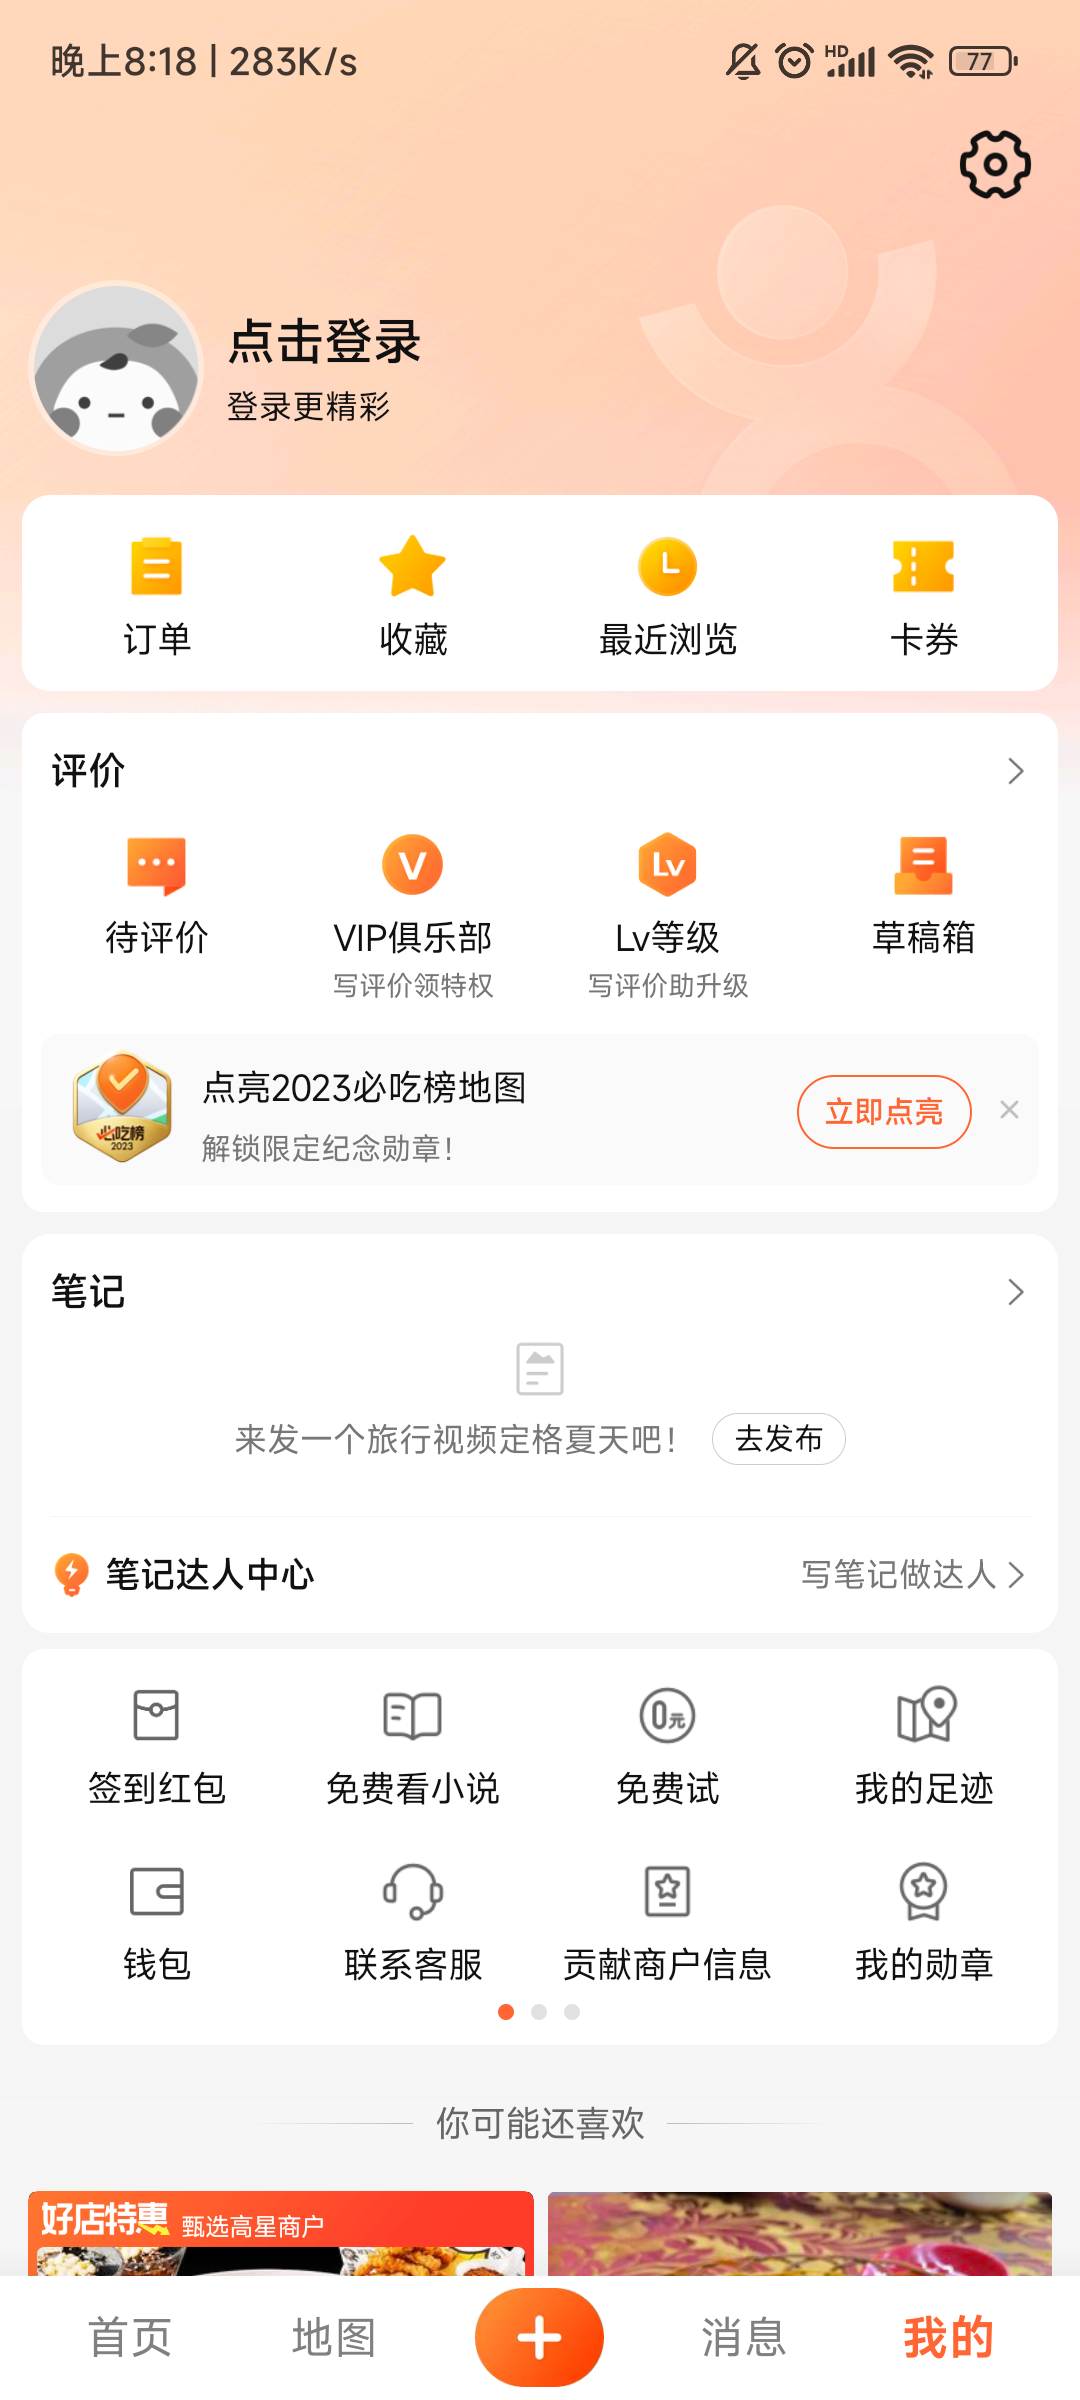 晚上8:18 | 283K/s
HD
77
点击登录
登录更精彩
订单
收藏
最近浏览
卡券
评价
V
Lv
待评价
VIP俱乐部
Lv等级
草稿箱
写评价领特权
写评价助升级
必吃榜
2023
点亮2023必吃榜地图
解锁限定纪念勋章！
立即点亮
笔记
来发一个旅行视频定格夏天吧！
去发布
笔记达人中心
写笔记做达人
0元
签到红包
免费看小说
免费试
我的足迹
钱包
联系客服
贡献商户信息
我的勋章
你可能还喜欢
好店特惠
甄选高星商户
首页
地图
消息
我的